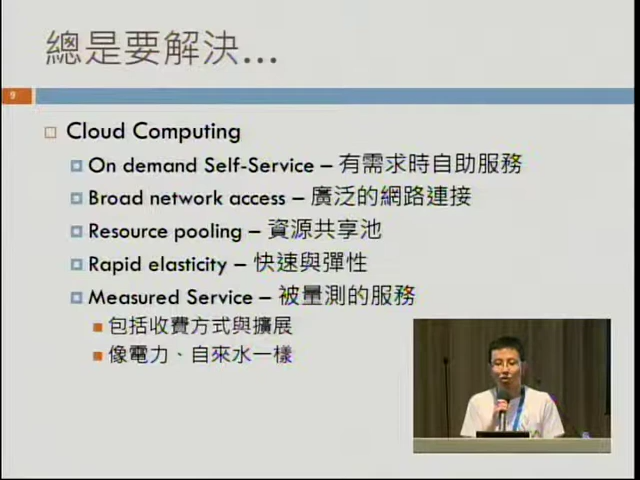 總是要解決...
9
Cloud Computing
On demand Self-Service – 有需求時自助服務
Broad network access – 廣泛的網路連接
Resource pooling – 資源共享池
Rapid elasticity – 快速與彈性
Measured Service – 被量測的服務
包括收費方式與擴展
像電力、自來水一樣